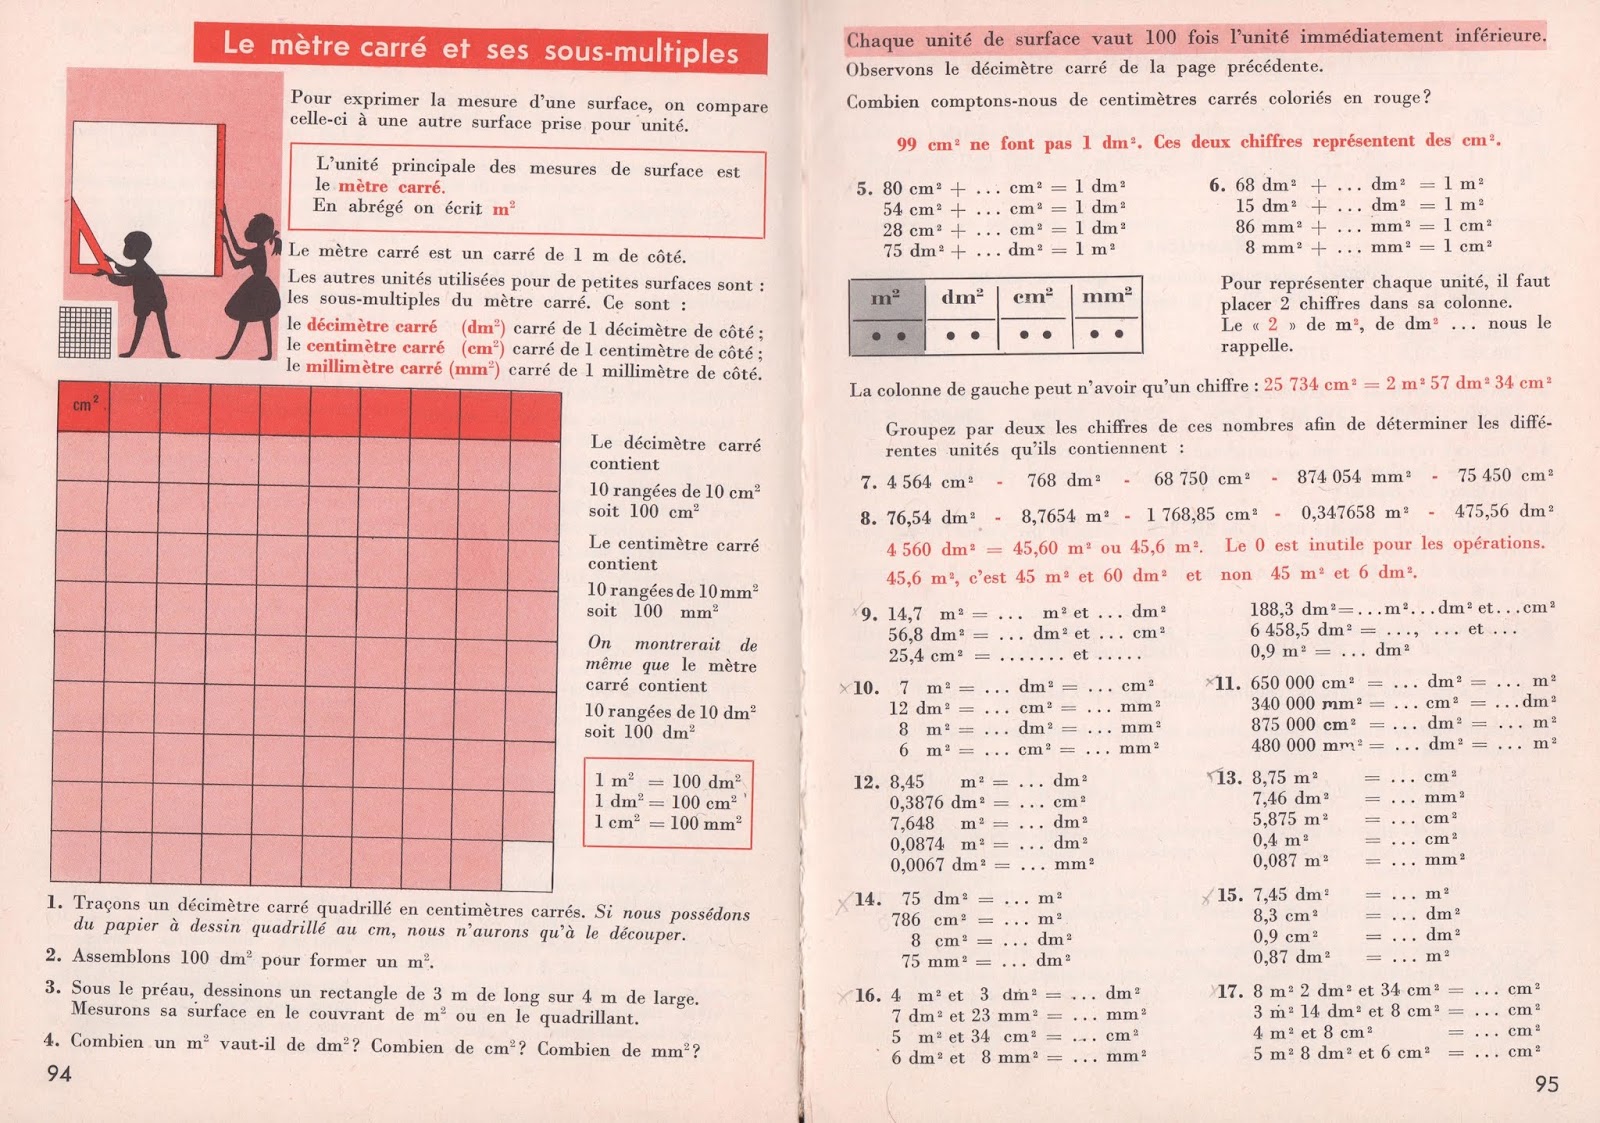 Le mètre carré et ses sous-multiples
Pour exprimer la mesure d'une surface, on compare
celle-ci à une autre surface prise pour unité.
L'unité principale des mesures de surface est
le mètre carré.
En abrégé on écrit m²
Le mètre carré est un carré de 1 m de côté.
Les autres unités utilisées pour de petites surfaces sont :
les sous-multiples du mètre carré. Ce sont :
le décimètre carré (dm²) carré de 1 décimètre de côté ;
le centimètre carré (cm²) carré de 1 centimètre de côté ;
le millimètre carré (mm²) carré de 1 millimètre de côté.
cm²
Le décimètre carré
contient
10 rangées de 10 cm²
soit 100 cm²
Le centimètre carré
contient
10 rangées de 10 mm²
soit 100 mm²
On montrerait de
même que le mètre
carré contient
10 rangées de 10 dm²
soit 100 dm²
1 m² = 100 dm²
1 dm² = 100 cm²
1 cm² = 100 mm²
1. Traçons un décimètre carré quadrillé en centimètres carrés. Si nous possédons
du papier à dessin quadrillé au cm, nous n'aurons qu'à le découper.
2. Assemblons 100 dm² pour former un m².
3. Sous le préau, dessinons un rectangle de 3 m de long sur 4 m de large.
Mesurons sa surface en le couvrant de m² ou en le quadrillant.
4. Combien un m² vaut-il de dm² ? Combien de cm² ? Combien de mm² ?
94
Chaque unité de surface vaut 100 fois l'unité immédiatement inférieure.
Observons le décimètre carré de la page précédente.
Combien comptons-nous de centimètres carrés coloriés en rouge ?
99 cm² ne font pas 1 dm². Ces deux chiffres représentent des cm².
5. 80 cm² + ... cm² = 1 dm²
54 cm² + ... cm² = 1 dm²
28 cm² + ... cm² = 1 dm²
75 dm² + ... dm² = 1 m²
6. 68 dm² + ... dm² = 1 m²
15 dm² + ... dm² = 1 m²
86 mm² + ... mm² = 1 cm²
8 mm² + ... mm² = 1 cm²
m² dm² cm² mm²
Pour représenter chaque unité, il faut
placer 2 chiffres dans sa colonne.
Le « 2 » de m², de dm² ... nous le
rappelle.
La colonne de gauche peut n'avoir qu'un chiffre : 25 734 cm² = 2 m² 57 dm² 34 cm²
Groupez par deux les chiffres de ces nombres afin de déterminer les diffé-
rentes unités qu'ils contiennent :
7. 4 564 cm² - 768 dm² - 68 750 cm² - 874 054 mm² - 75 450 cm²
8. 76,54 dm² - 8,7654 m² - 1 768,85 cm² - 0,347658 m² - 475,56 dm²
4 560 dm² = 45,60 m² ou 45,6 m². Le 0 est inutile pour les opérations.
45,6 m², c'est 45 m² et 60 dm² et non 45 m² et 6 dm².
9. 14,7 m² = ... m² et ... dm²
56,8 dm² = ... dm² et ... cm²
25,4 cm² = ....... et .....
188,3 dm² = ... m² ... dm² et ... cm²
6 458,5 dm² = ..., ... et ...
0,9 m² = ... dm²
10. 7 m² = ... dm² = ... cm²
12 dm² = ... cm² = ... mm²
8 m² = ... dm² = ... mm²
6 m² = ... cm² = ... mm²
11. 650 000 cm² = ... dm² = ... m²
340 000 mm² = ... cm² = ... dm²
875 000 cm² = ... dm² = ... m²
480 000 mm² = ... dm² = ... m²
12. 8,45 m² = ... dm²
0,3876 dm² = ... cm²
7,648 m² = ... dm²
0,0874 m² = ... dm²
0,0067 dm² = ... mm²
13. 8,75 m² = ... cm²
7,46 dm² = ... mm²
5,875 m² = ... cm²
0,4 m² = ... cm²
0,087 m² = ... mm²
14. 75 dm² = ... m²
786 cm² = ... m²
8 cm² = ... dm²
75 mm² = ... dm²
15. 7,45 dm² = ... m²
8,3 cm² = ... dm²
0,9 cm² = ... dm²
0,87 dm² = ... m²
16. 4 m² et 3 dm² = ... dm²
7 dm² et 23 mm² = ... mm²
5 m² et 34 cm² = ... cm²
6 dm² et 8 mm² = ... mm²
17. 8 m² 2 dm² et 34 cm² = ... cm²
3 m² 14 dm² et 8 cm² = ... cm²
4 m² et 8 cm² = ... cm²
5 m² 8 dm² et 6 cm² = ... cm²
95